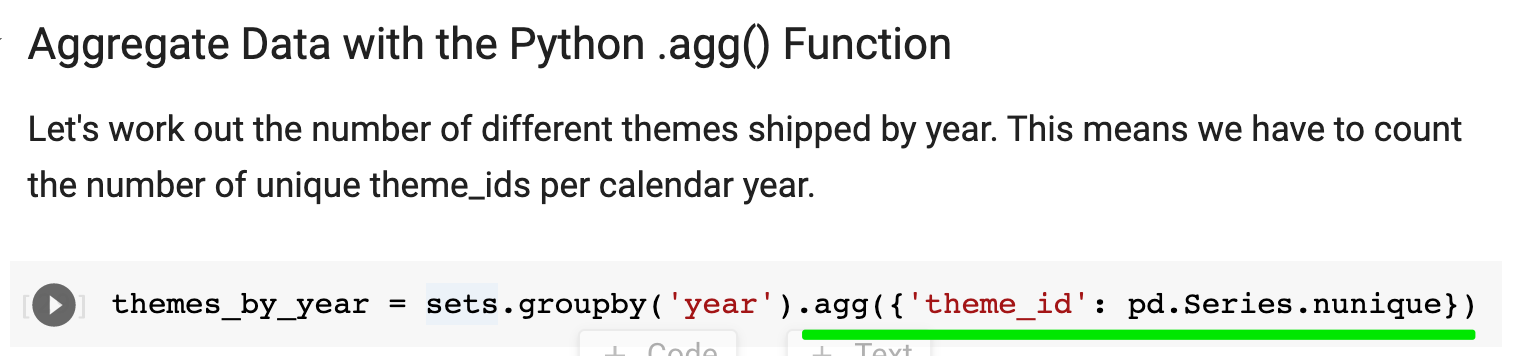 Aggregate Data with the Python .agg() Function
Let's work out the number of different themes shipped by year. This means we have to count
the number of unique theme_ids per calendar year.
[ ] themes_by_year = sets.groupby('year').agg({'theme_id': pd.Series.nunique})
+ Code + Text